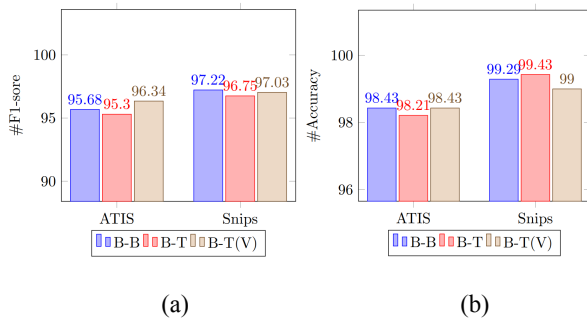 100
95
90
#F1-sore
95.68
95.3
96.34
97.22
96.75
97.03
ATIS
Snips
B-B B-T B-T(V)
(a)
100
98
96
#Accuracy
98.43
98.21
98.43
99.29
99.43
99
ATIS
Snips
B-B B-T B-T(V)
(b)